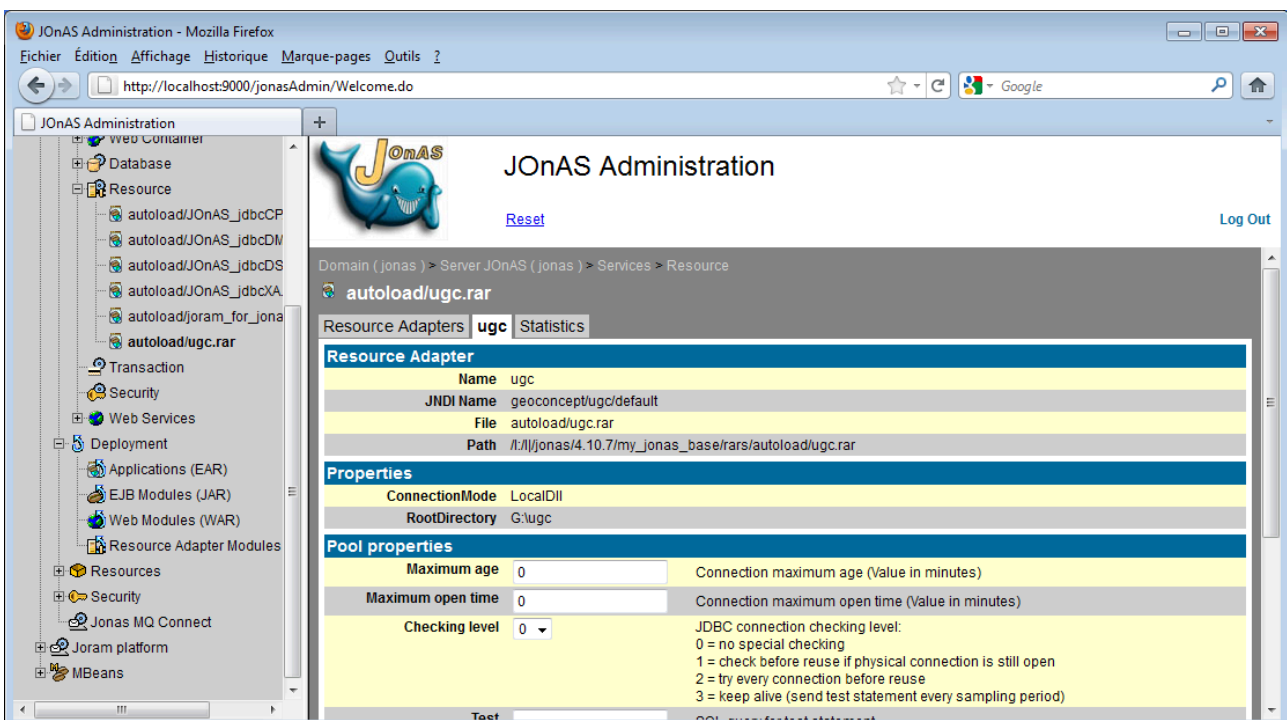 JOnAS Administration - Mozilla Firefox
Fichier Édition Affichage Historique Marque-pages Outils ?
http://localhost:9000/jonasAdmin/Welcome.do
Google
JOnAS Administration
Web Container
Database
Resource
autoload/JOnAS_jdbcCP
autoload/JOnAS_jdbcDM
autoload/JOnAS_jdbcDS
autoload/JOnAS_jdbcXA
autoload/joram_for_jona
autoload/ugc.rar
Transaction
Security
Web Services
Deployment
Applications (EAR)
EJB Modules (JAR)
Web Modules (WAR)
Resource Adapter Modules
Resources
Security
Jonas MQ Connect
Joram platform
MBeans
JOnAS
JOnAS Administration
Reset
Log Out
Domain ( jonas ) > Server JOnAS ( jonas ) > Services > Resource
autoload/ugc.rar
Resource Adapters ugc Statistics
Resource Adapter
Name ugc
JNDI Name geoconcept/ugc/default
File autoload/ugc.rar
Path /I:/I|/jonas/4.10.7/my_jonas_base/rars/autoload/ugc.rar
Properties
ConnectionMode LocalDll
RootDirectory G:\ugc
Pool properties
Maximum age 0 Connection maximum age (Value in minutes)
Maximum open time 0 Connection maximum open time (Value in minutes)
Checking level 0 JDBC connection checking level:
0 = no special checking
1 = check before reuse if physical connection is still open
2 = try every connection before reuse
3 = keep alive (send test statement every sampling period)
Test SQL query for test statement